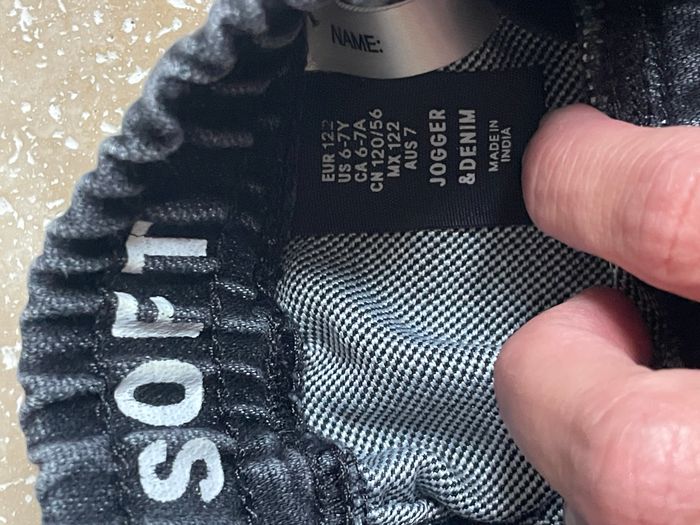 NAME:
EUR 122
US 6-7Y
CA 6-7A
CN 120/56
MX 122
AUS 7
JOGGER
&DENIM
MADE IN
INDIA
SOFT